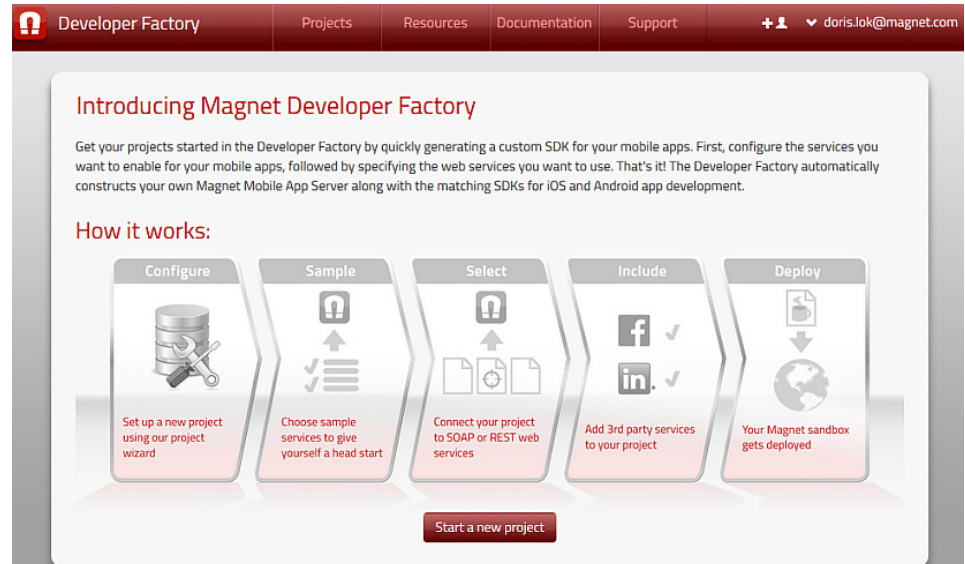 Developer Factory Projects Resources Documentation Support doris.lok@magnet.com
Introducing Magnet Developer Factory
Get your projects started in the Developer Factory by quickly generating a custom SDK for your mobile apps. First, configure the services you
want to enable for your mobile apps, followed by specifying the web services you want to use. That's it! The Developer Factory automatically
constructs your own Magnet Mobile App Server along with the matching SDKs for iOS and Android app development.
How it works:
Configure
Set up a new project
using our project
wizard
Sample
Choose sample
services to give
yourself a head start
Select
Connect your project
to SOAP or REST web
services
Include
f
in.
Add 3rd party services
to your project
Deploy
Your Magnet sandbox
gets deployed
Start a new project